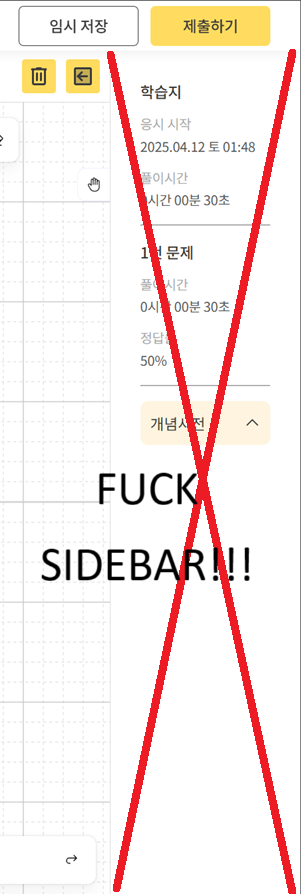 임시 저장
제출하기
학습지
응시 시작
2025.04.12 토 01:48
풀이시간
0시간 00분 30초
1번 문제
풀이시간
0시간 00분 30초
50%
개념사전
FUCK
SIDEBAR!!!